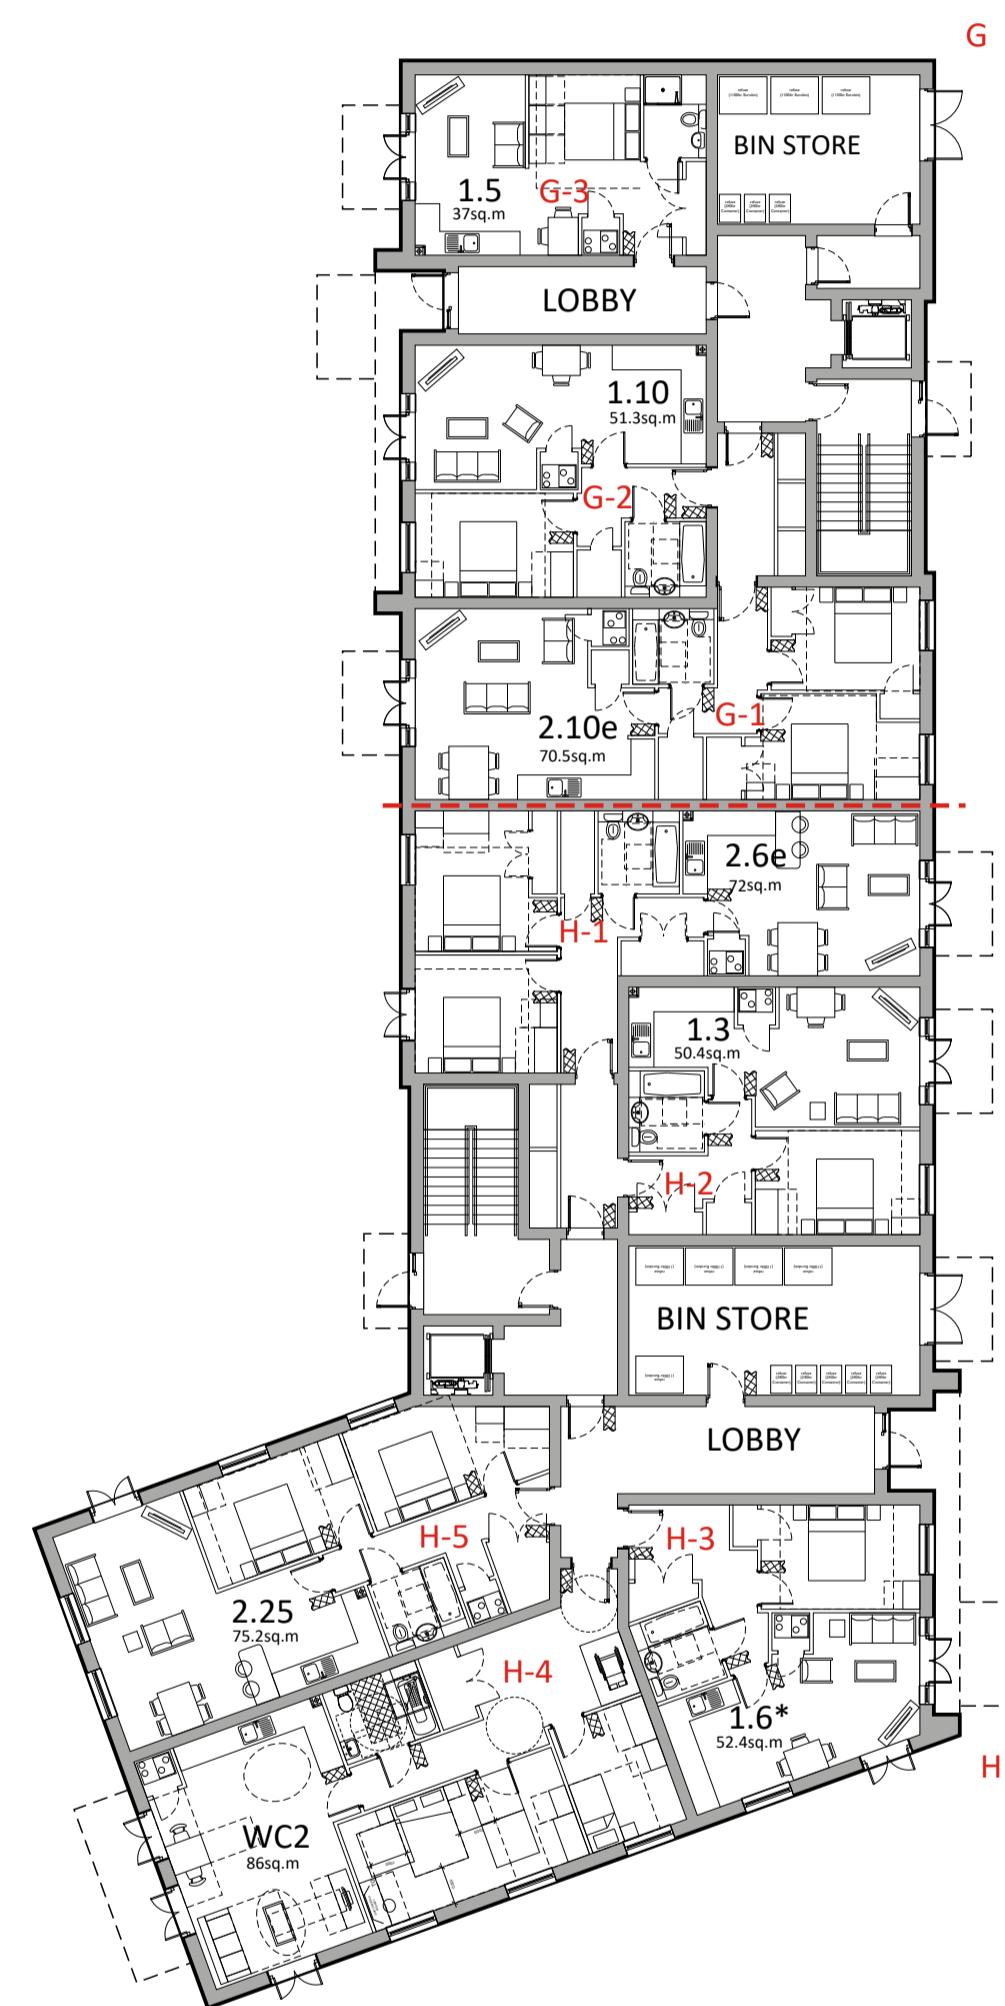 G
BIN STORE
1.5
37sq.m
G-3
LOBBY
1.10
51.3sq.m
G-2
2.10e
70.5sq.m
G-1
2.6e
72sq.m
H-1
1.3
50.4sq.m
H-2
BIN STORE
LOBBY
H-5
H-3
2.25
75.2sq.m
H-4
1.6*
52.4sq.m
H
WC2
86sq.m